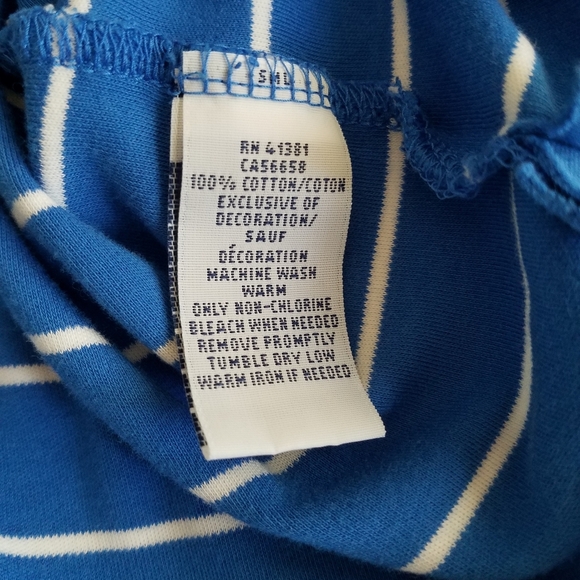 RN 41381
CA56658
100% COTTON/COTON
EXCLUSIVE OF
DECORATION/
SAUF
DÉCORATION
MACHINE WASH
WARM
ONLY NON-CHLORINE
BLEACH WHEN NEEDED
REMOVE PROMPTLY
TUMBLE DRY LOW
WARM IRON IF NEEDED